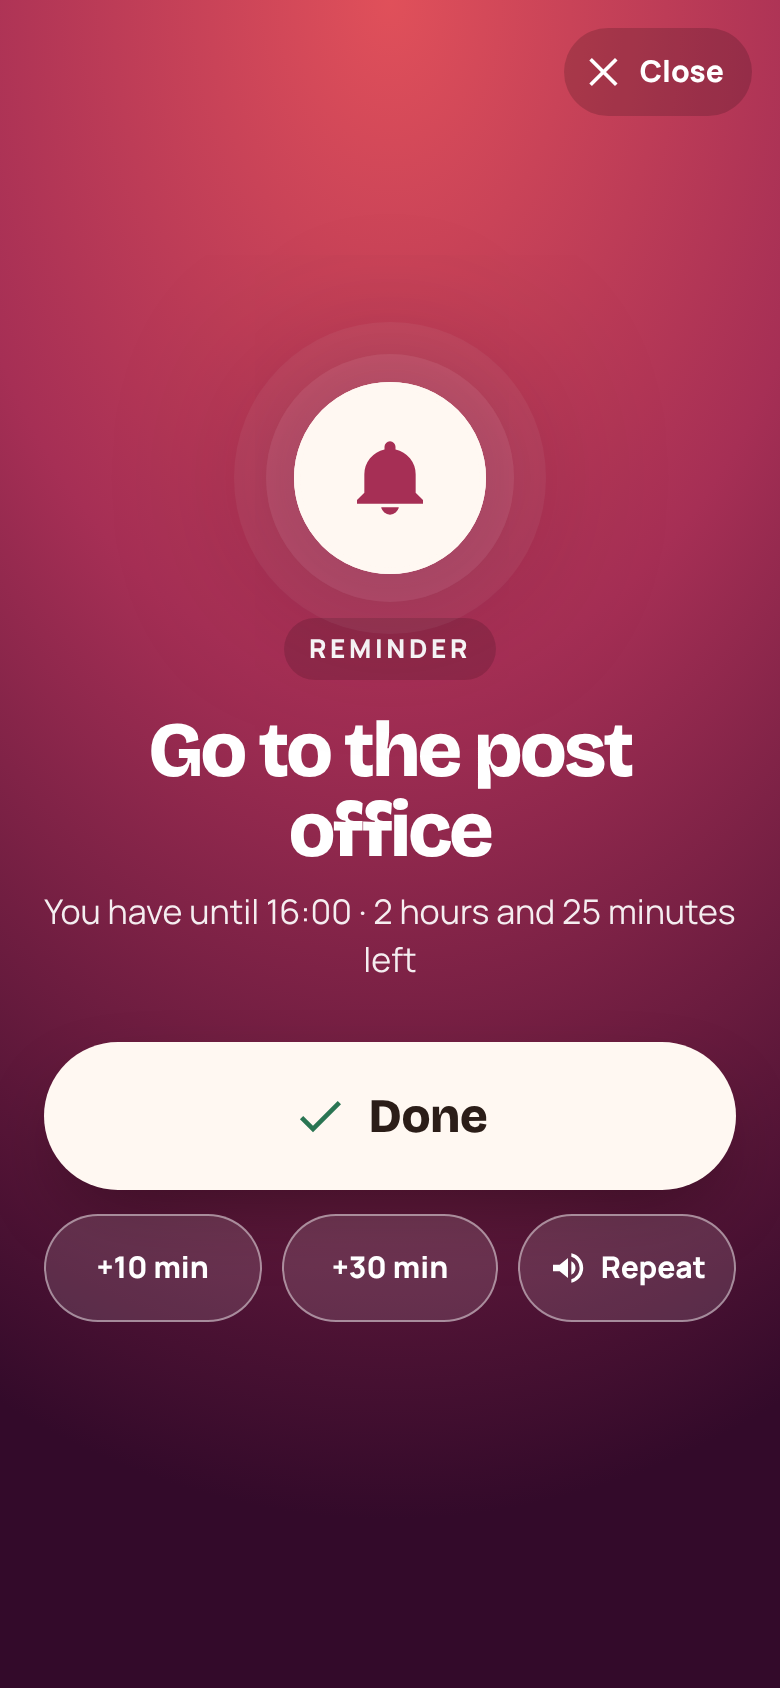 Close
REMINDER
Go to the post
office
You have until 16:00 · 2 hours and 25 minutes
left
Done
+10 min
+30 min
Repeat